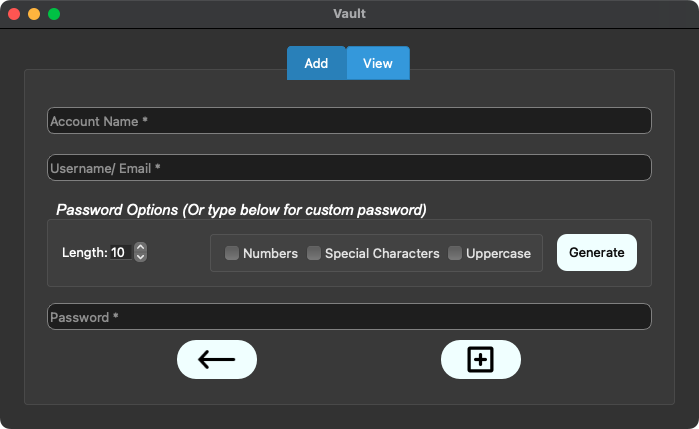 Vault
Add View
Account Name *
Username/ Email *
Password Options (Or type below for custom password)
Length: 10 Numbers Special Characters Uppercase Generate
Password *